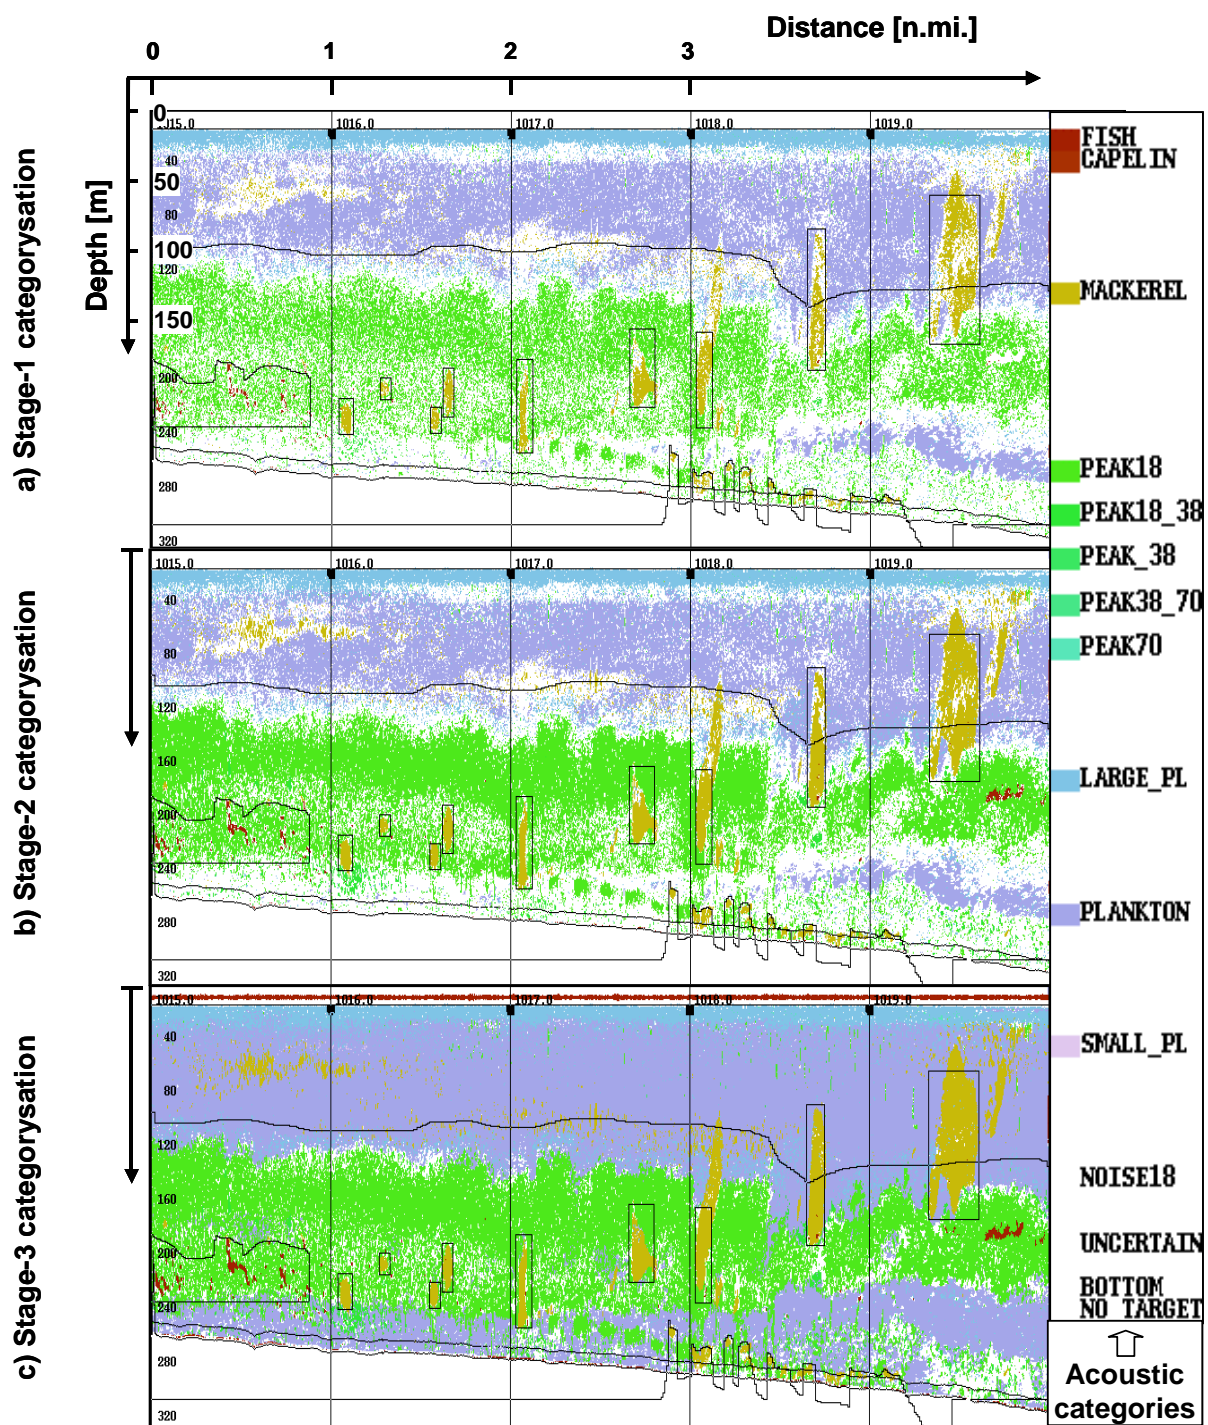 Distance [n.mi.]
0 1 2 3
a) Stage-1 categorysation
Depth [m]
0
50
100
150
1015.0 1016.0 1017.0 1018.0 1019.0
40
80
120
200
240
280
320
b) Stage-2 categorysation
1015.0 1016.0 1017.0 1018.0 1019.0
40
80
120
160
200
240
280
320
c) Stage-3 categorysation
1015.0 1016.0 1017.0 1018.0 1019.0
40
80
120
160
200
240
280
320
FISH
CAPELIN
MACKEREL
PEAK18
PEAK18_38
PEAK_38
PEAK38_70
PEAK70
LARGE_PL
PLANKTON
SMALL_PL
NOISE18
UNCERTAIN
BOTTOM
NO TARGET
Acoustic
categories